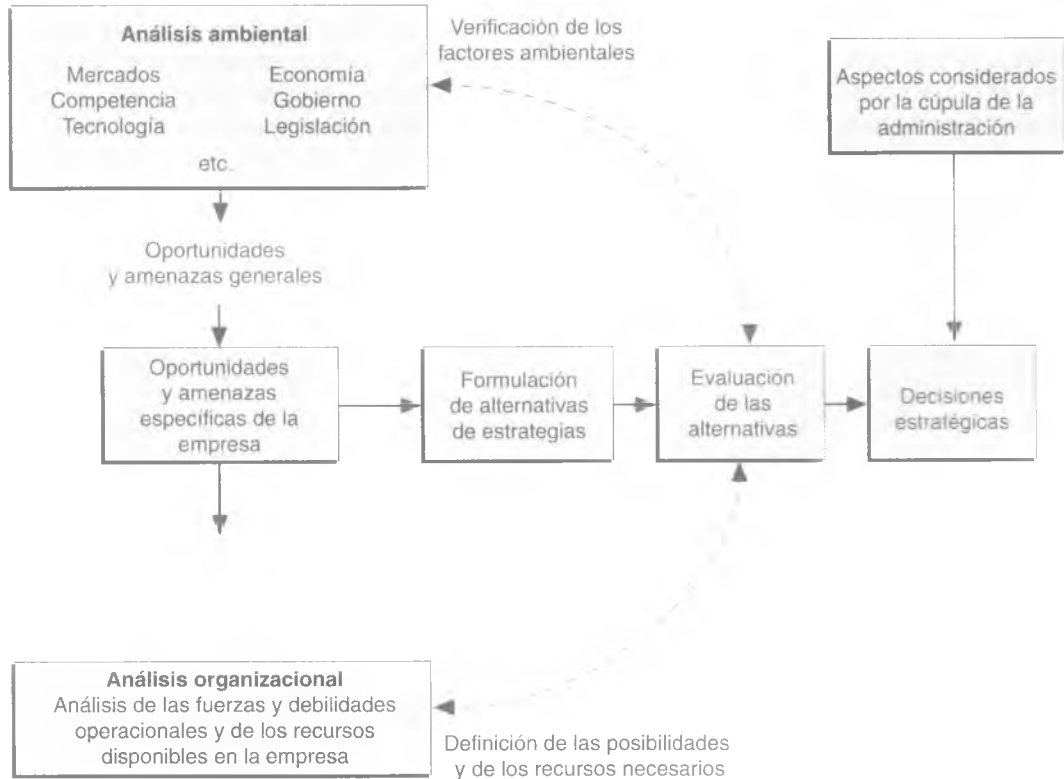 Análisis ambiental
Mercados Economía
Competencia Gobierno
Tecnología Legislación
etc.
Verificación de los
factores ambientales
Aspectos considerados
por la cúpula de la
administración
Oportunidades
y amenazas generales
Oportunidades
y amenazas
específicas de la
empresa
Formulación
de alternativas
de estrategias
Evaluación
de las
alternativas
Decisiones
estratégicas
Análisis organizacional
Análisis de las fuerzas y debilidades
operacionales y de los recursos
disponibles en la empresa
Definición de las posibilidades
y de los recursos necesarios